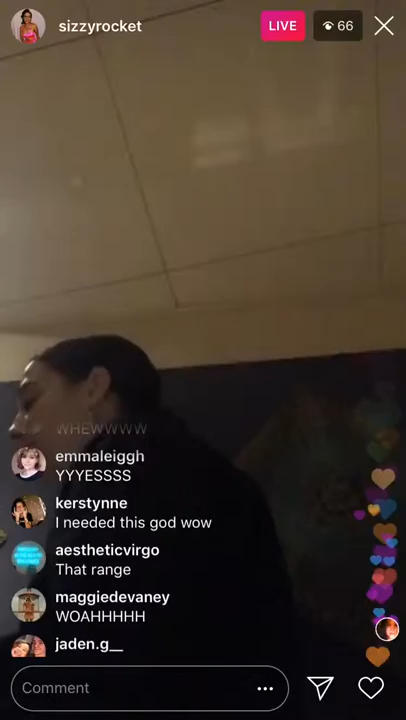 sizzyrocket
LIVE
66
WHEWWWW
emmaleiggh
YYYESSSS
kerstynne
I needed this god wow
aestheticvirgo
That range
maggiedevaney
WOAHHHHH
jaden.g__
Comment